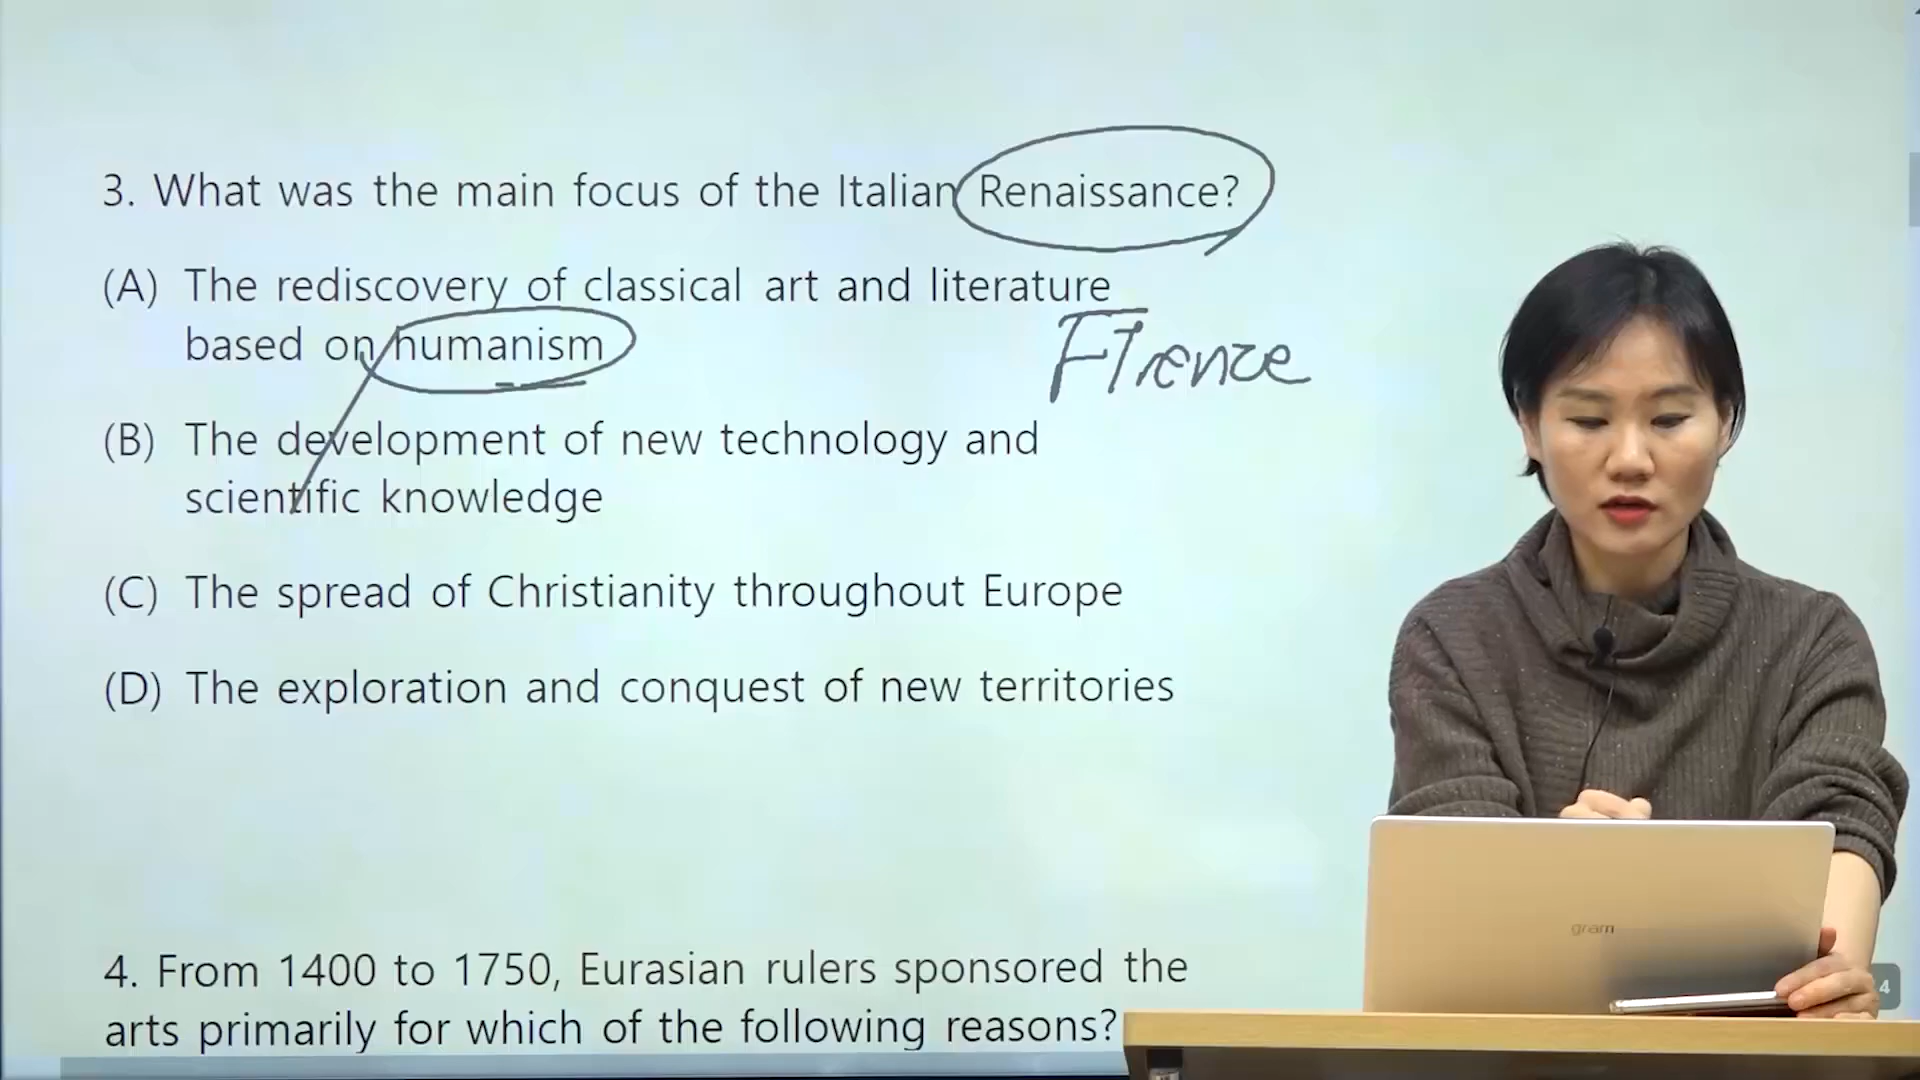 3. What was the main focus of the Italian Renaissance?
(A) The rediscovery of classical art and literature
based on humanism
Firenze
(B) The development of new technology and
scientific knowledge
(C) The spread of Christianity throughout Europe
(D) The exploration and conquest of new territories
gram
4. From 1400 to 1750, Eurasian rulers sponsored the
4
arts primarily for which of the following reasons?